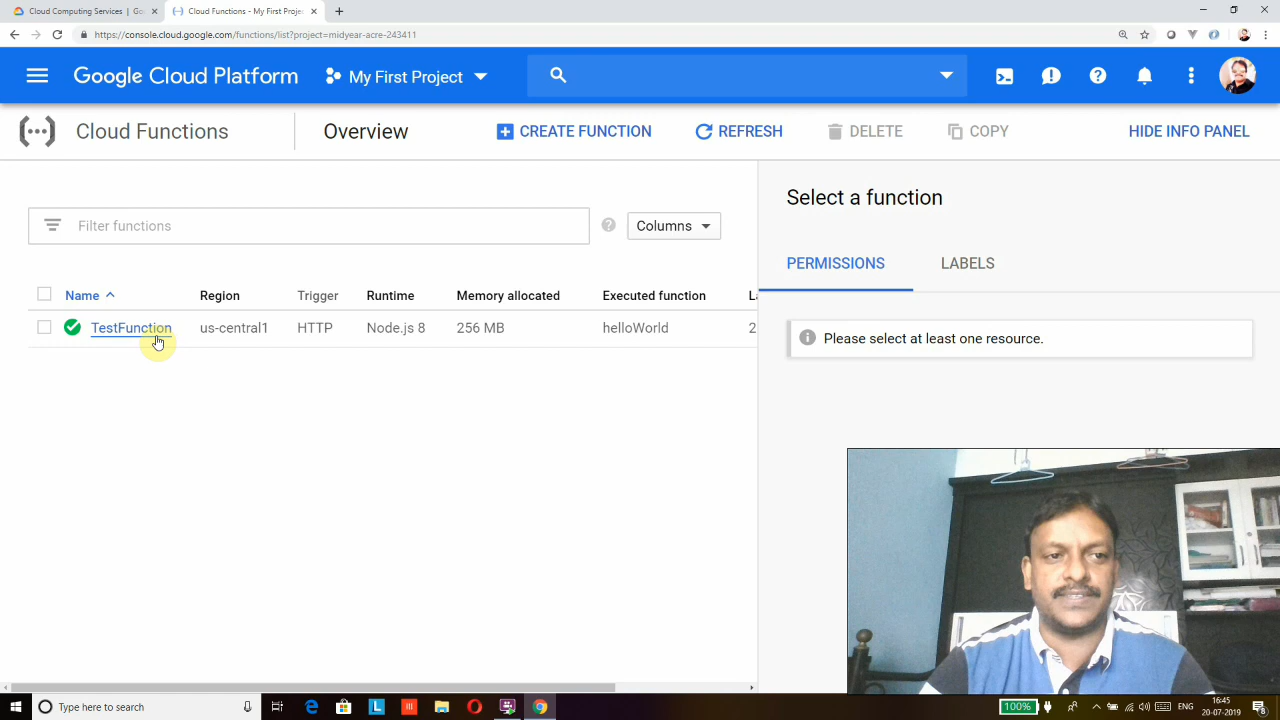 Cloud Computing Services | Go
Cloud Functions - My First Projec
https://console.cloud.google.com/functions/list?project=midyear-acre-243411
Google Cloud Platform
My First Project
Cloud Functions
Overview
CREATE FUNCTION
REFRESH
DELETE
COPY
HIDE INFO PANEL
Filter functions
Columns
Select a function
PERMISSIONS
LABELS
Name
Region
Trigger
Runtime
Memory allocated
Executed function
La
TestFunction
us-central1
HTTP
Node.js 8
256 MB
helloWorld
2
Please select at least one resource.
Type here to search
100%
ENG
16:45
20-07-2019
8